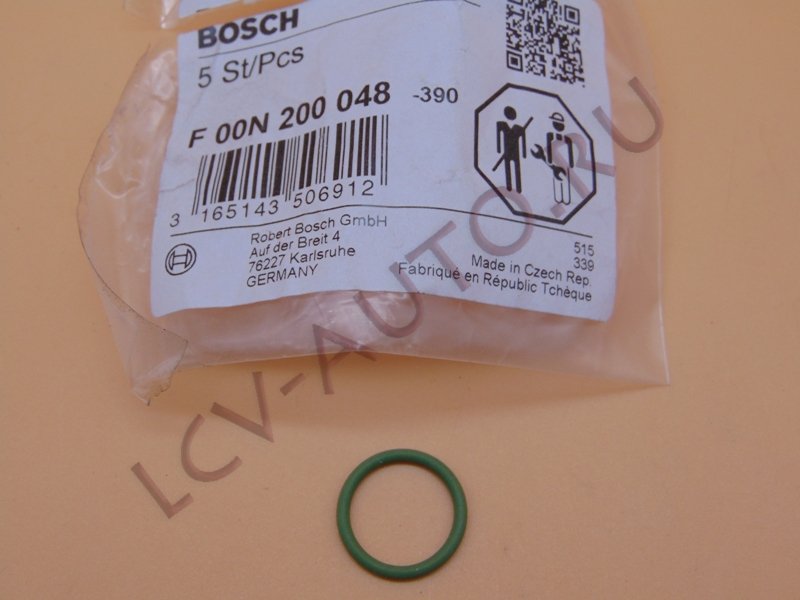 BOSCH
5 St/Pcs
F 00N 200 048 -390
3 165143 506912
Robert Bosch GmbH
Auf der Breit 4
76227 Karlsruhe
GERMANY
515
339
Made in Czech Rep.
Fabriqué en Républic Tchèque
LCV-AUTO.RU